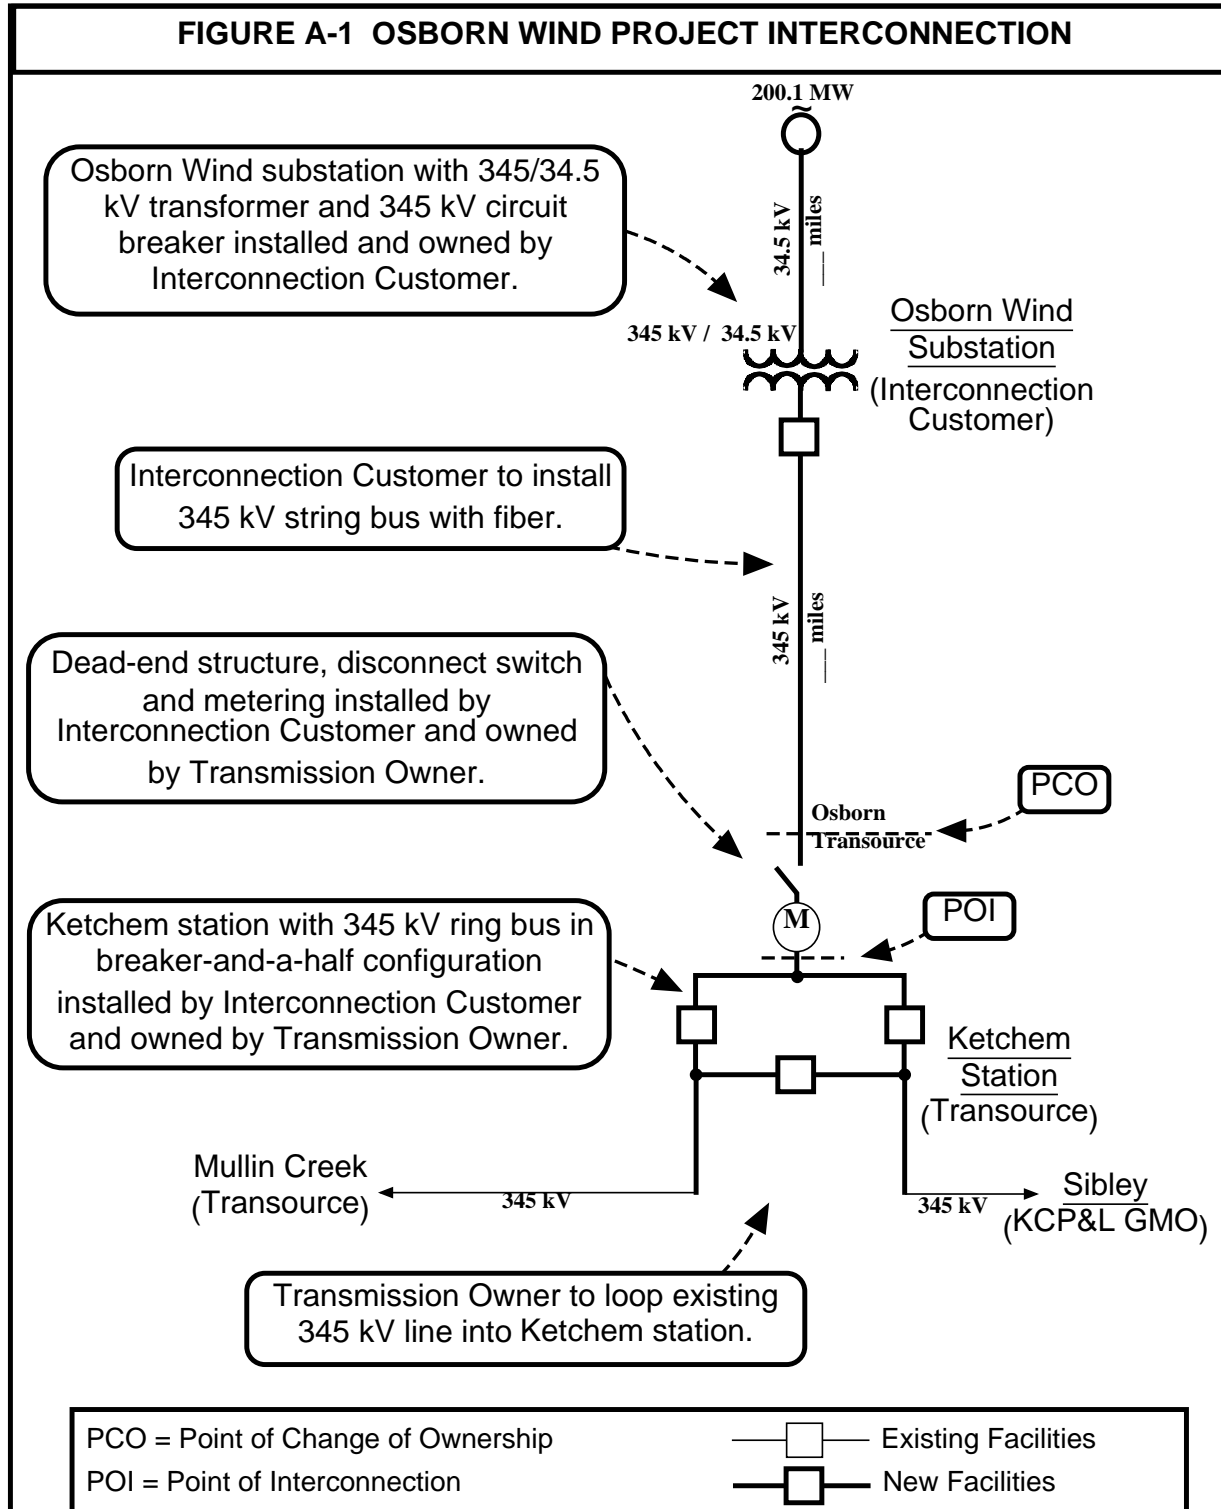 FIGURE A-1 OSBORN WIND PROJECT INTERCONNECTION
200.1 MW
~
Osborn Wind substation with 345/34.5
kV transformer and 345 kV circuit
breaker installed and owned by
Interconnection Customer.
34.5 kV
___ miles
345 kV / 34.5 kV
Osborn Wind
Substation
(Interconnection
Customer)
Interconnection Customer to install
345 kV string bus with fiber.
345 kV
___ miles
Dead-end structure, disconnect switch
and metering installed by
Interconnection Customer and owned
by Transmission Owner.
PCO
Osborn
Transource
M
POI
Ketchem station with 345 kV ring bus in
breaker-and-a-half configuration
installed by Interconnection Customer
and owned by Transmission Owner.
Ketchem
Station
(Transource)
Mullin Creek
(Transource)
345 kV
345 kV
Sibley
(KCP&L GMO)
Transmission Owner to loop existing
345 kV line into Ketchem station.
PCO = Point of Change of Ownership
Existing Facilities
POI = Point of Interconnection
New Facilities